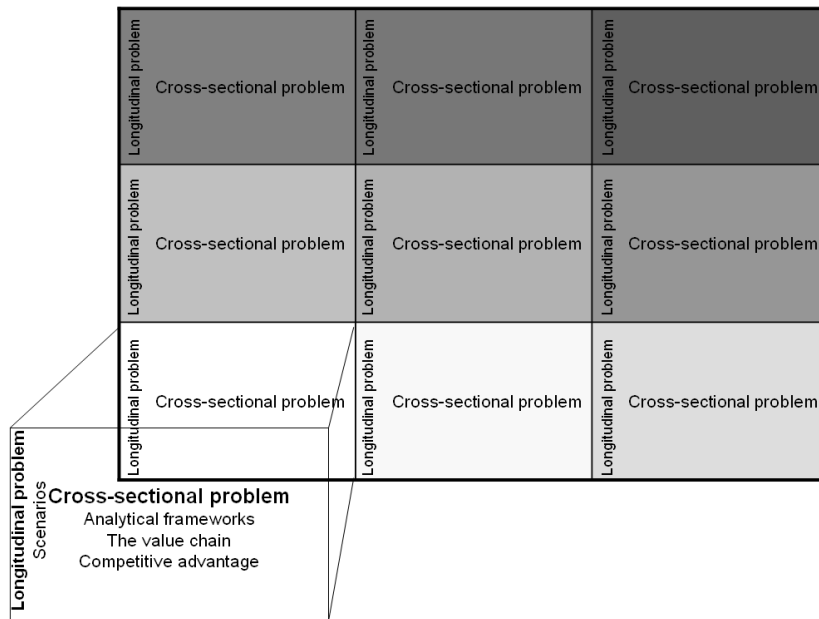 Longitudinal problem
Cross-sectional problem
Longitudinal problem
Cross-sectional problem
Longitudinal problem
Cross-sectional problem
Longitudinal problem
Cross-sectional problem
Longitudinal problem
Cross-sectional problem
Longitudinal problem
Cross-sectional problem
Longitudinal problem
Cross-sectional problem
Longitudinal problem
Cross-sectional problem
Longitudinal problem
Cross-sectional problem
Longitudinal problem
Scenarios
Cross-sectional problem
Analytical frameworks
The value chain
Competitive advantage